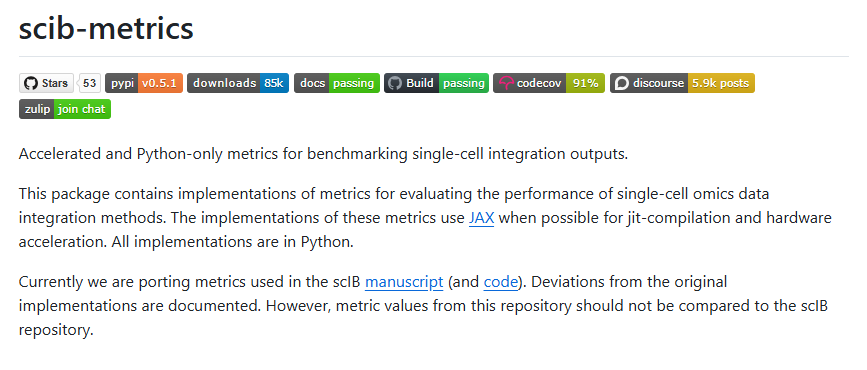 scib-metrics
Stars 53 pypi v0.5.1 downloads 85k docs passing Build passing codecov 91% discourse 5.9k posts
zulip join chat
Accelerated and Python-only metrics for benchmarking single-cell integration outputs.
This package contains implementations of metrics for evaluating the performance of single-cell omics data
integration methods. The implementations of these metrics use JAX when possible for jit-compilation and hardware
acceleration. All implementations are in Python.
Currently we are porting metrics used in the scIB manuscript (and code). Deviations from the original
implementations are documented. However, metric values from this repository should not be compared to the scIB
repository.